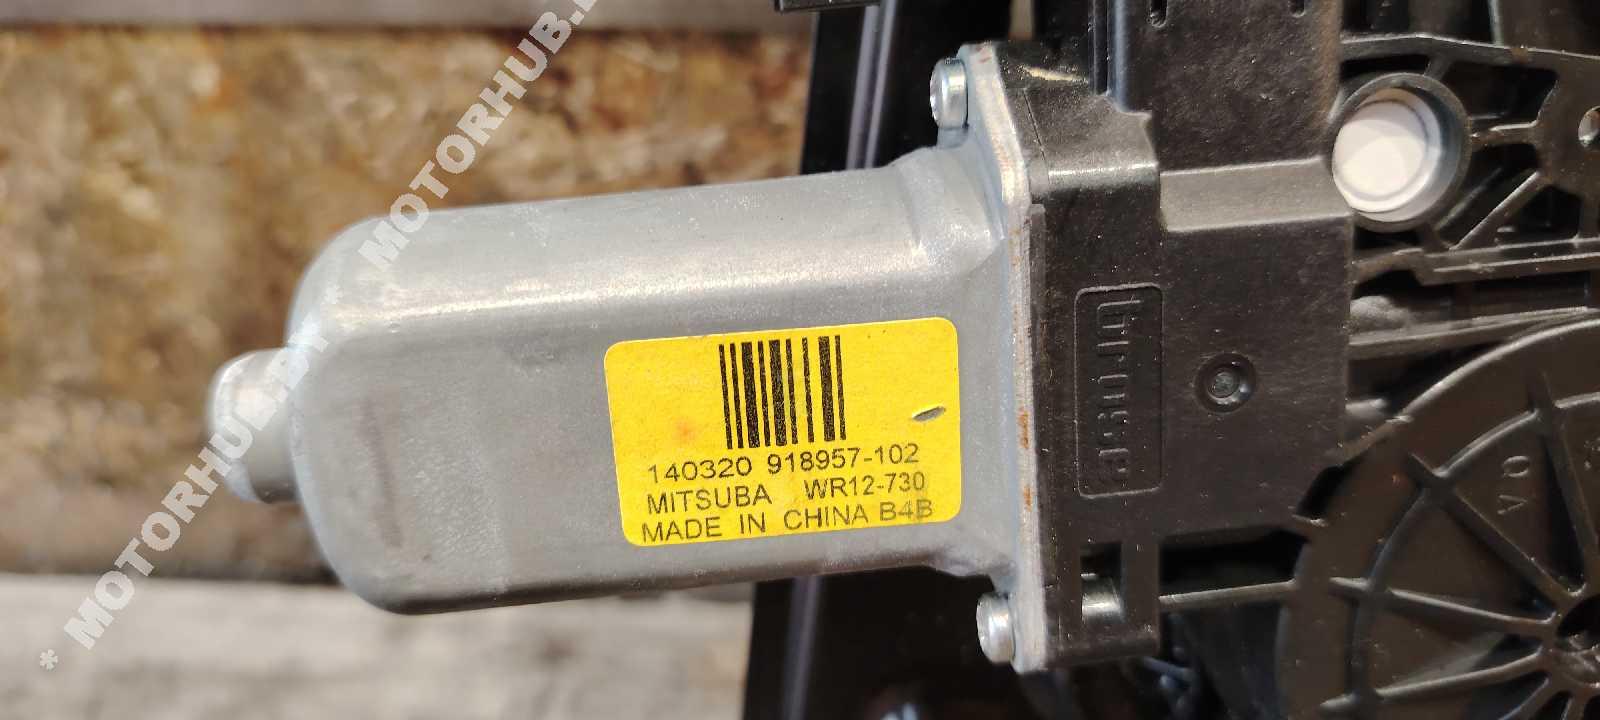 * MOTORHUB.BY * MOTORHUB.
140320 918957-102
MITSUBA WR12-730
MADE IN CHINA B4B
brose